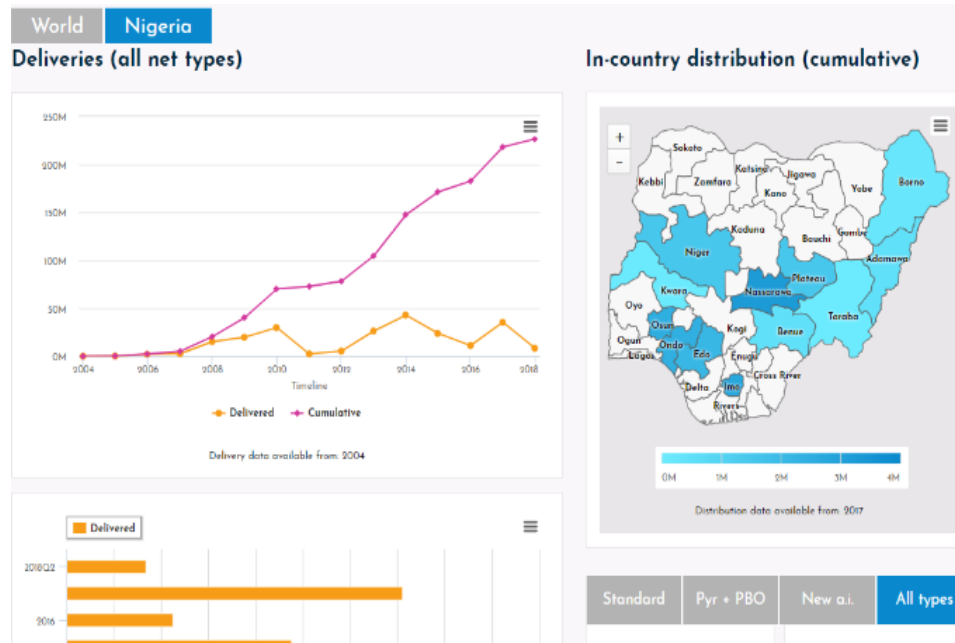 World Nigeria
Deliveries (all net types)
In-country distribution (cumulative)
250M
200M
150M
100M
50M
0M
2004 2006 2008 2010 2012 2014 2016 2018
Timeline
Delivered Cumulative
Delivery data available from: 2004
+
-
Sokoto
Katsina
Jigawa
Borno
Kebbi
Zamfara
Kano
Yobe
Kaduna
Bauchi
Gombe
Niger
Adamawa
Plateau
Kwara
Nassarawa
Oyo
Taraba
Osun
Kogi
Benue
Ogun
Ondo
Edo
Lagos
Enugu
Cross River
Delta
Imo
Rivers
0M 1M 2M 3M 4M
Distribution data available from: 2017
Delivered
2018Q2
2016
Standard Pyr + PBO New a.i. All types